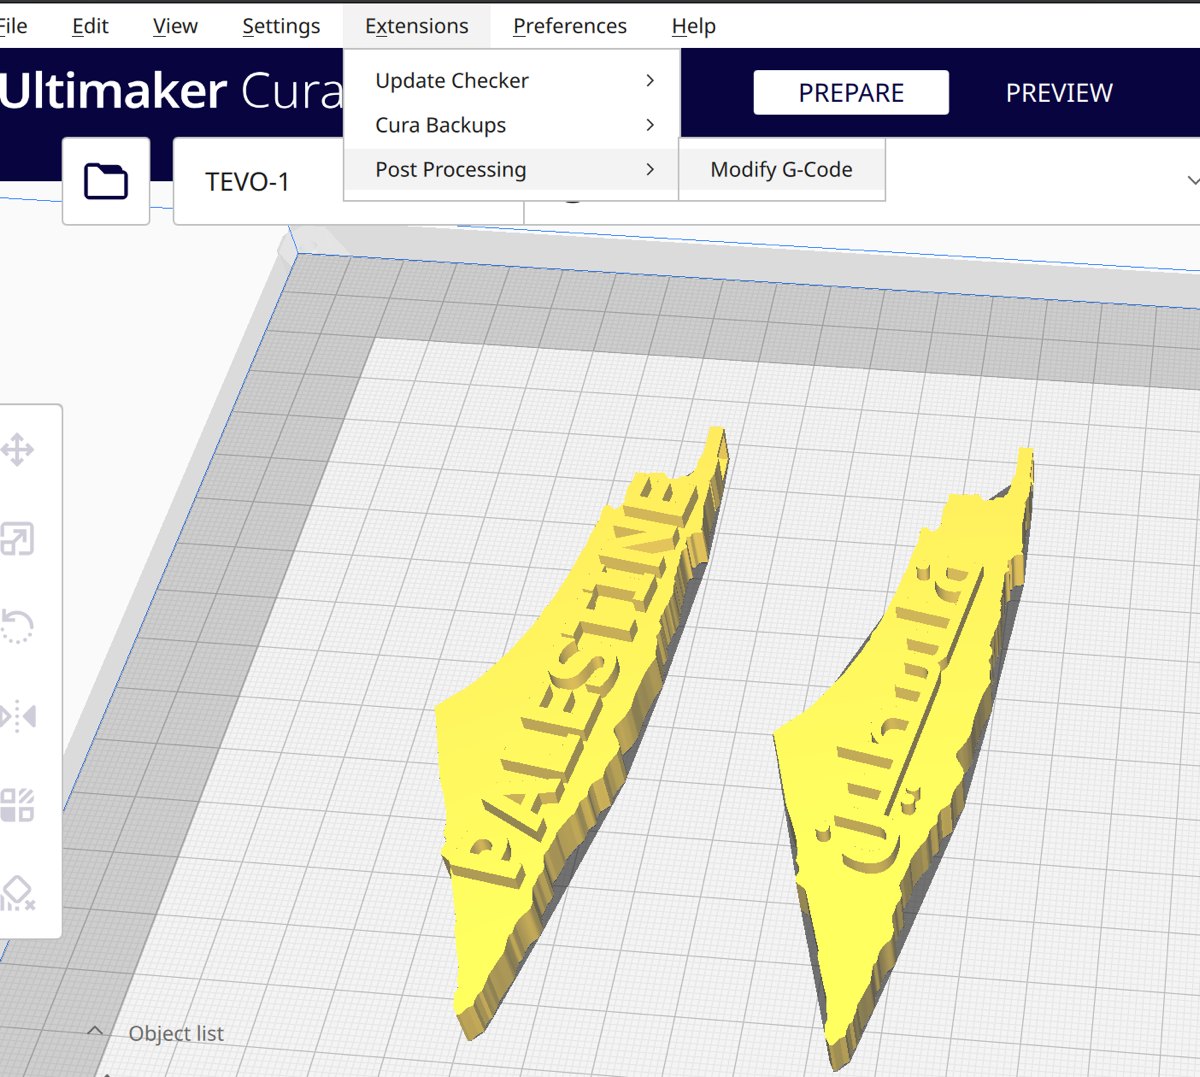 File Edit View Settings Extensions Preferences Help
Ultimaker Cura
PREPARE PREVIEW
Update Checker
Cura Backups
Post Processing
Modify G-Code
TEVO-1
PALESTINE
فلسطين
Object list